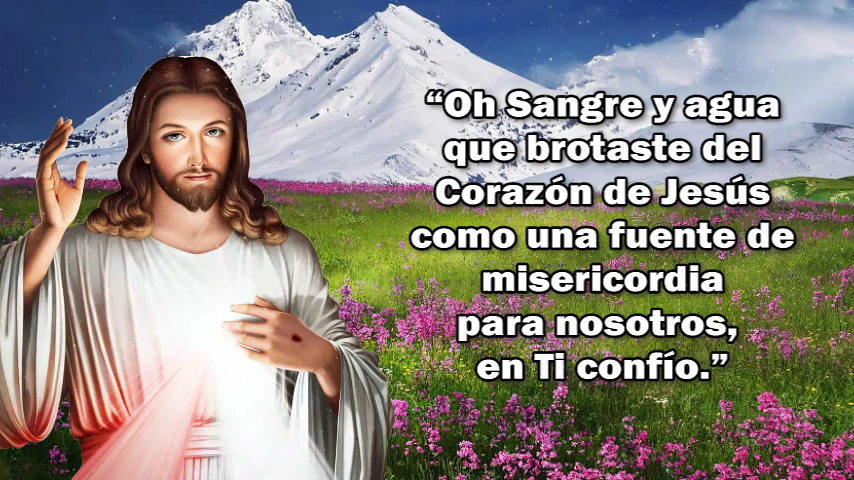 “Oh Sangre y agua
que brotaste del
Corazón de Jesús
como una fuente de
misericordia
para nosotros,
en Ti confío.”